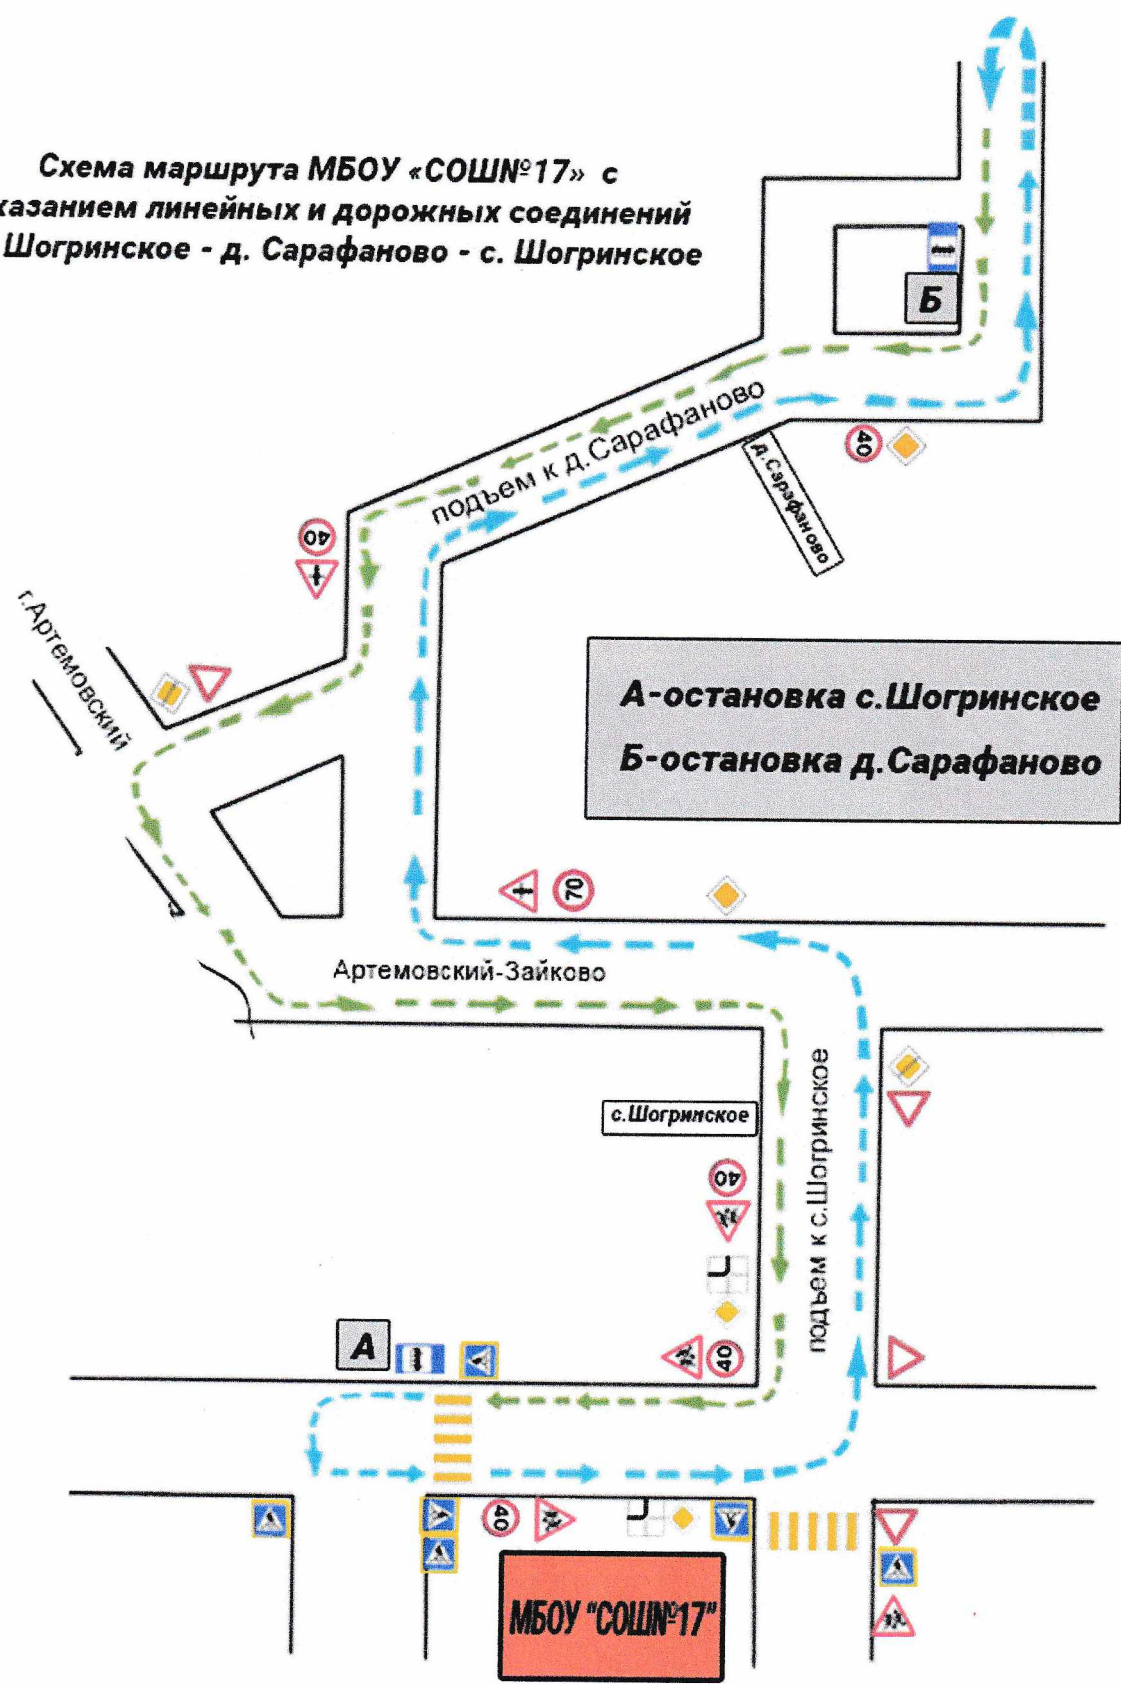 Схема маршрута МБОУ «СОШ№17» с
казанием линейных и дорожных соединений
Шогринское - д. Сарафаново - с. Шогринское
Б
подъем к д.Сарафаново
40
д.Сарафаново
40
г.Артемовский
А-остановка с.Шогринское
Б-остановка д.Сарафаново
70
Артемовский-Зайково
с.Шогринское
подъем к с.Шогринское
40
А
40
40
МБОУ "СОШ№17"